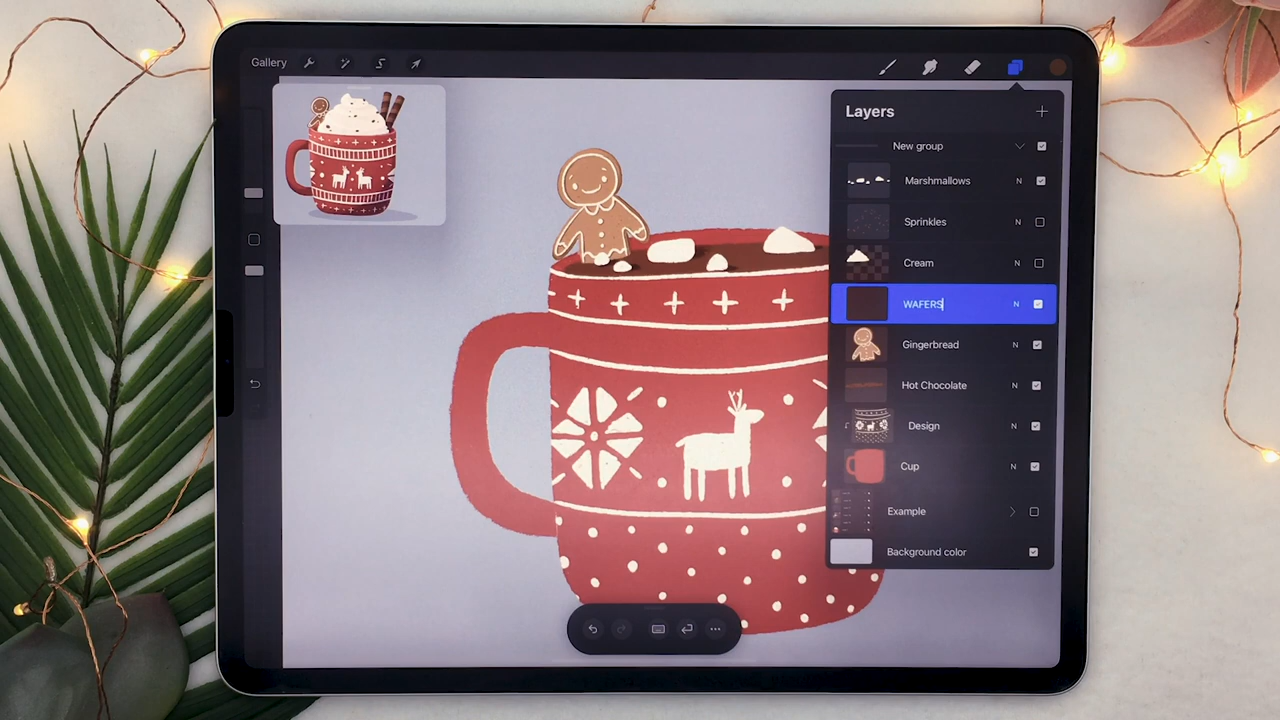 Gallery
Layers
New group
Marshmallows N
Sprinkles N
Cream N
WAFERS N
Gingerbread N
Hot Chocolate N
Design N
Cup N
Example
Background color